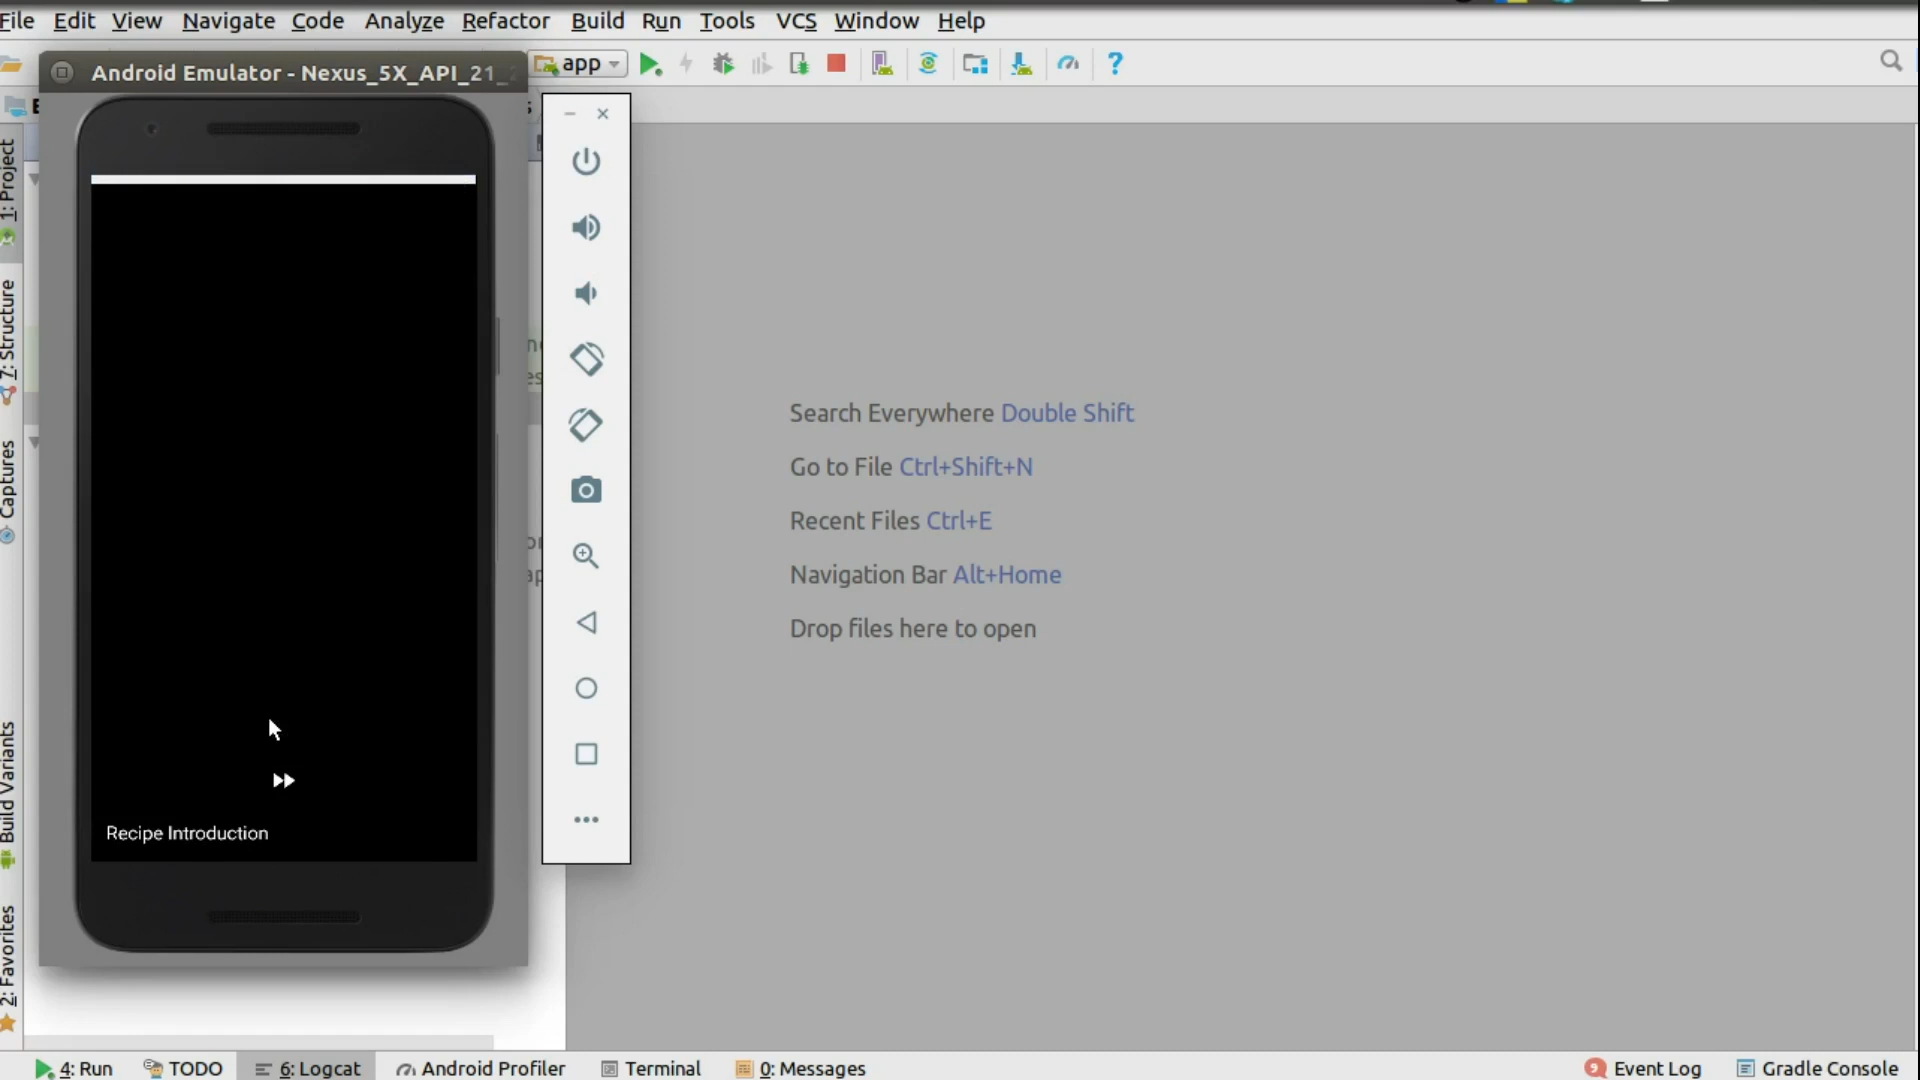 File Edit View Navigate Code Analyze Refactor Build Run Tools VCS Window Help
Android Emulator - Nexus_5X_API_21_
app
1: Project
7: Structure
Captures
Build Variants
2: Favorites
Search Everywhere Double Shift
Go to File Ctrl+Shift+N
Recent Files Ctrl+E
Navigation Bar Alt+Home
Drop files here to open
Recipe Introduction
4: Run TODO 6: Logcat Android Profiler Terminal 0: Messages Event Log Gradle Console